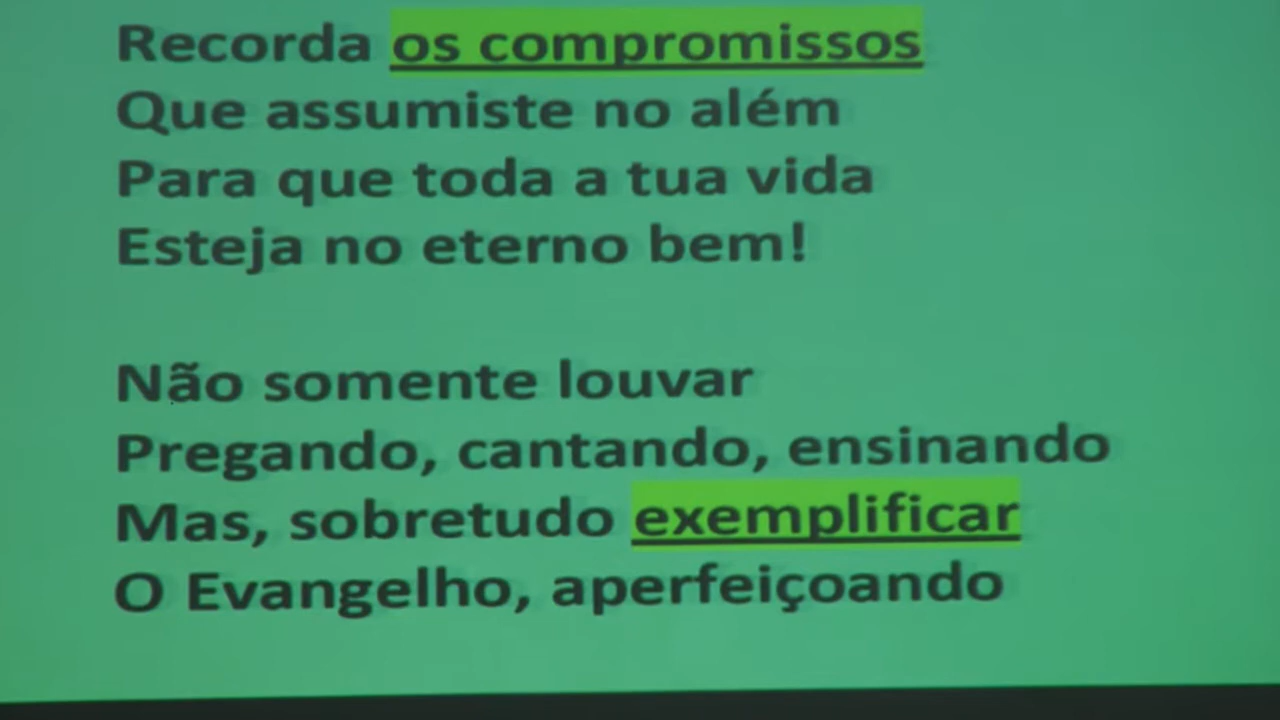 Recorda os compromissos
Que assumiste no além
Para que toda a tua vida
Esteja no eterno bem!
Não somente louvar
Pregando, cantando, ensinando
Mas, sobretudo exemplificar
O Evangelho, aperfeiçoando